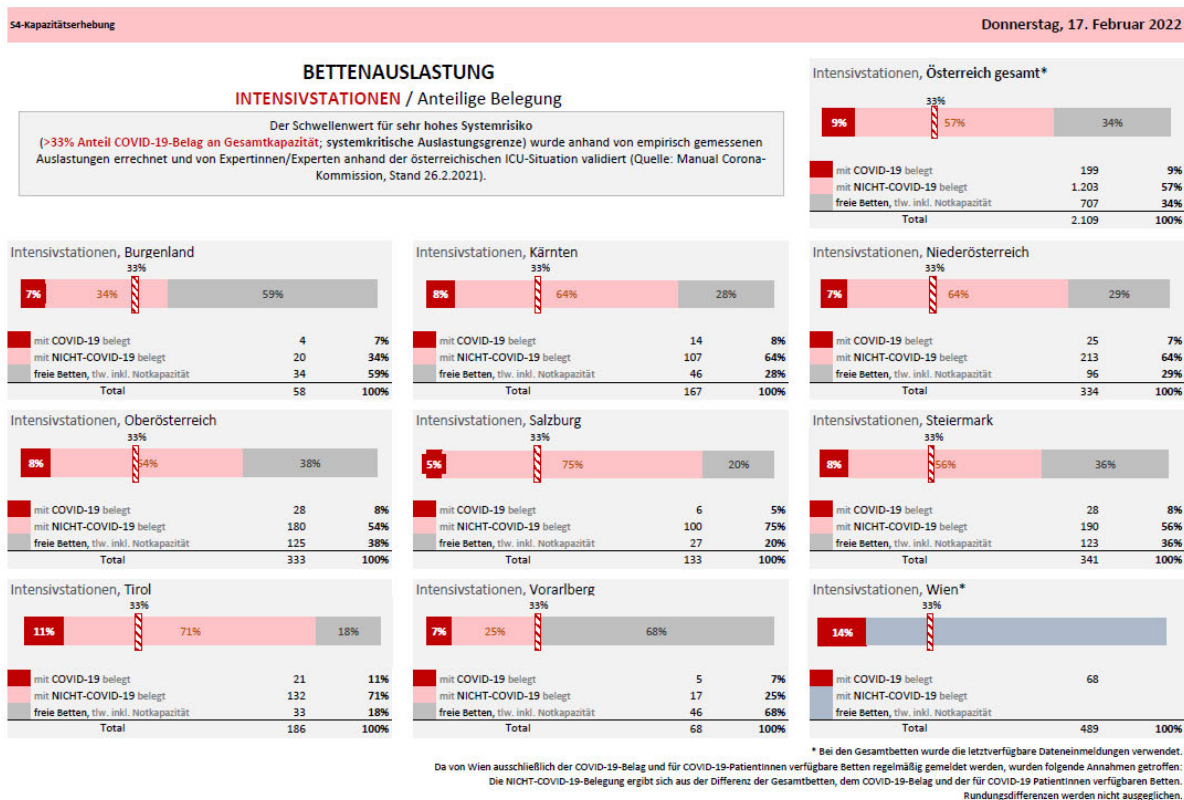 S4-Kapazitätserhebung
Donnerstag, 17. Februar 2022
BETTENAUSLASTUNG
INTENSIVSTATIONEN / Anteilige Belegung
Der Schwellenwert für sehr hohes Systemrisiko
(>33% Anteil COVID-19-Belag an Gesamtkapazität; systemkritische Auslastungsgrenze) wurde anhand von empirisch gemessenen
Auslastungen errechnet und von Expertinnen/Experten anhand der österreichischen ICU-Situation validiert (Quelle: Manual Corona-
Kommission, Stand 26.2.2021).
Intensivstationen, Österreich gesamt*
33%
9% 57% 34%
mit COVID-19 belegt 199 9%
mit NICHT-COVID-19 belegt 1.203 57%
freie Betten, tlw. inkl. Notkapazität 707 34%
Total 2.109 100%
Intensivstationen, Burgenland
33%
7% 34% 59%
mit COVID-19 belegt 4 7%
mit NICHT-COVID-19 belegt 20 34%
freie Betten, tlw. inkl. Notkapazität 34 59%
Total 58 100%
Intensivstationen, Kärnten
33%
8% 64% 28%
mit COVID-19 belegt 14 8%
mit NICHT-COVID-19 belegt 107 64%
freie Betten, tlw. inkl. Notkapazität 46 28%
Total 167 100%
Intensivstationen, Niederösterreich
33%
7% 64% 29%
mit COVID-19 belegt 25 7%
mit NICHT-COVID-19 belegt 213 64%
freie Betten, tlw. inkl. Notkapazität 96 29%
Total 334 100%
Intensivstationen, Oberösterreich
33%
8% 54% 38%
mit COVID-19 belegt 28 8%
mit NICHT-COVID-19 belegt 180 54%
freie Betten, tlw. inkl. Notkapazität 125 38%
Total 333 100%
Intensivstationen, Salzburg
33%
5% 75% 20%
mit COVID-19 belegt 6 5%
mit NICHT-COVID-19 belegt 100 75%
freie Betten, tlw. inkl. Notkapazität 27 20%
Total 133 100%
Intensivstationen, Steiermark
33%
8% 56% 36%
mit COVID-19 belegt 28 8%
mit NICHT-COVID-19 belegt 190 56%
freie Betten, tlw. inkl. Notkapazität 123 36%
Total 341 100%
Intensivstationen, Tirol
33%
11% 71% 18%
mit COVID-19 belegt 21 11%
mit NICHT-COVID-19 belegt 132 71%
freie Betten, tlw. inkl. Notkapazität 33 18%
Total 186 100%
Intensivstationen, Vorarlberg
33%
7% 25% 68%
mit COVID-19 belegt 5 7%
mit NICHT-COVID-19 belegt 17 25%
freie Betten, tlw. inkl. Notkapazität 46 68%
Total 68 100%
Intensivstationen, Wien*
33%
14%
mit COVID-19 belegt 68
mit NICHT-COVID-19 belegt
freie Betten, tlw. inkl. Notkapazität
Total 489 100%
* Bei den Gesamtbetten wurde die letztverfügbare Dateneinmeldungen verwendet.
Da von Wien ausschließlich der COVID-19-Belag und für COVID-19-PatientInnen verfügbare Betten regelmäßig gemeldet werden, wurden folgende Annahmen getroffen:
Die NICHT-COVID-19-Belegung ergibt sich aus der Differenz der Gesamtbetten, dem COVID-19-Belag und der für COVID-19 PatientInnen verfügbaren Betten.
Rundungsdifferenzen werden nicht ausgeglichen.